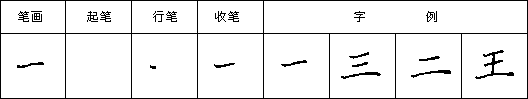 笔画 起笔 行笔 收笔 字 例
一 一 一 三 二 王